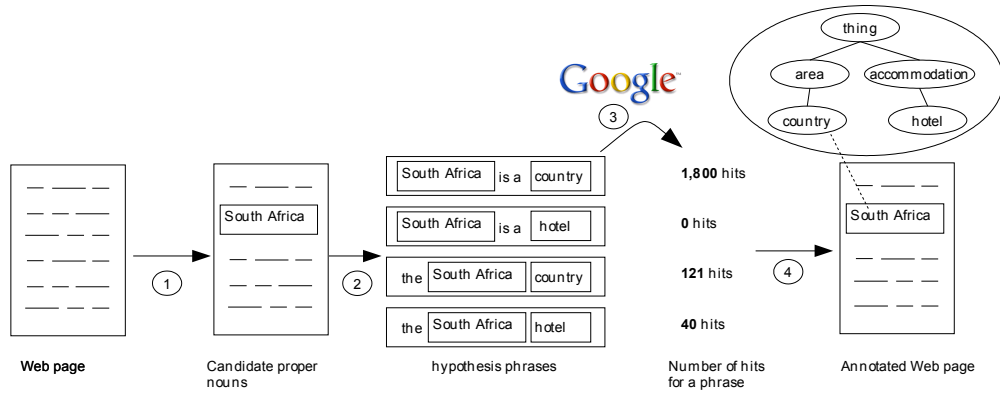 thing
area
accommodation
country
hotel
Google™
3
South Africa is a country
1,800 hits
South Africa is a hotel
0 hits
the South Africa country
121 hits
the South Africa hotel
40 hits
South Africa
South Africa
1
2
4
Web page
Candidate proper
nouns
hypothesis phrases
Number of hits
for a phrase
Annotated Web page